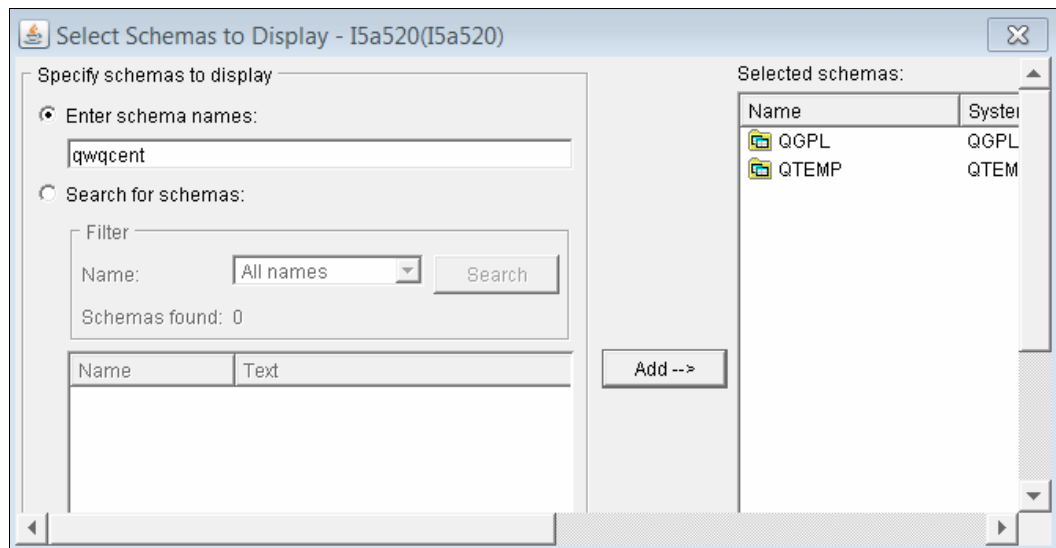 Select Schemas to Display - I5a520(I5a520)
Specify schemas to display
Enter schema names:
qwqcent
Search for schemas:
Filter
Name:
All names
Search
Schemas found: 0
Name
Text
Add -->
Selected schemas:
Name
System
QGPL
QGPL
QTEMP
QTEM